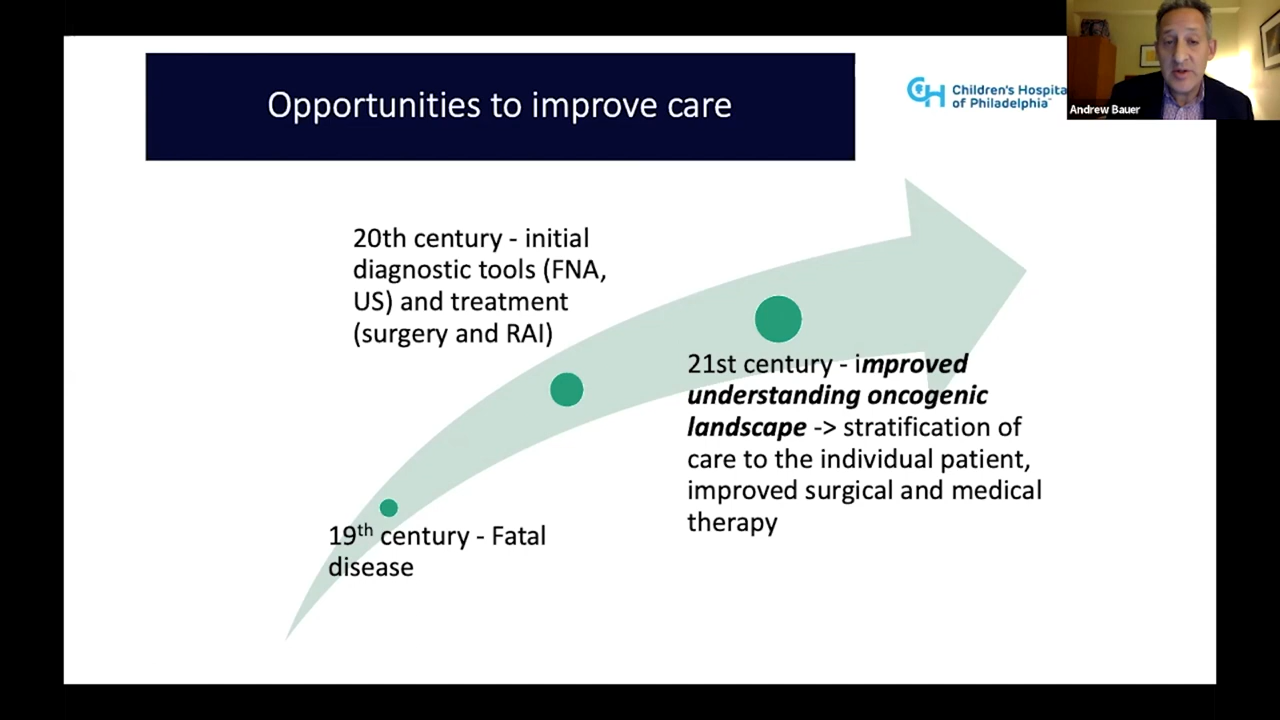 Opportunities to improve care
Children's Hospita
of Philadelphia
Andrew Bauer
20th century - initial
diagnostic tools (FNA,
US) and treatment
(surgery and RAI)
21st century - improved
understanding oncogenic
landscape -> stratification of
care to the individual patient,
improved surgical and medical
therapy
19th century - Fatal
disease